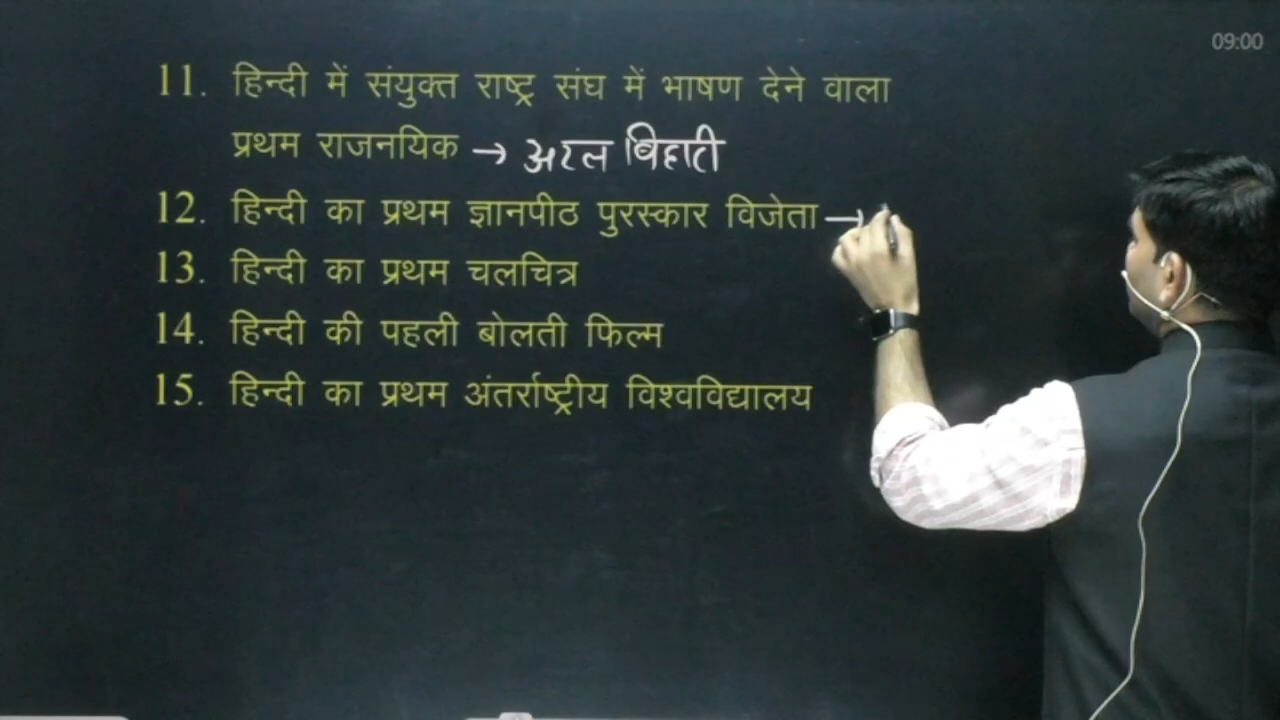 09:00
11. हिन्दी में संयुक्त राष्ट्र संघ में भाषण देने वाला
प्रथम राजनयिक → अटल बिहारी
12. हिन्दी का प्रथम ज्ञानपीठ पुरस्कार विजेता →
13. हिन्दी का प्रथम चलचित्र
14. हिन्दी की पहली बोलती फिल्म
15. हिन्दी का प्रथम अंतर्राष्ट्रीय विश्वविद्यालय